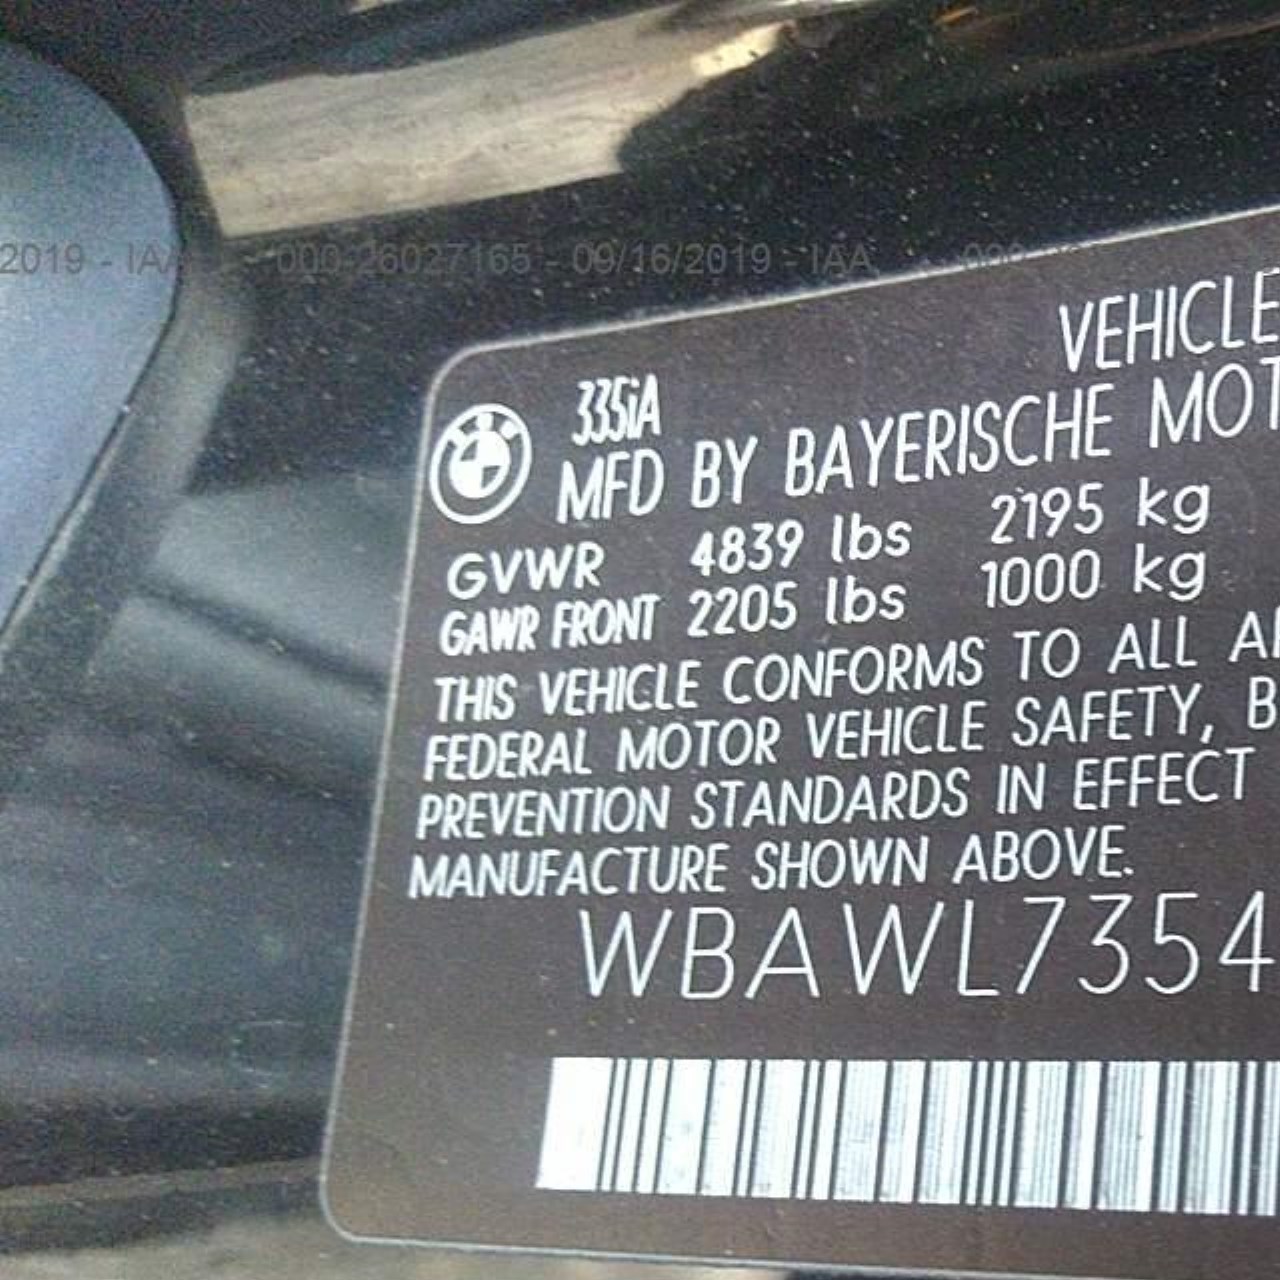 2019 - IAA 000-26027165 - 09/16/2019 - IAA 000-
VEHICLE
335iA
MFD BY BAYERISCHE MOT
GVWR 4839 lbs 2195 kg
GAWR FRONT 2205 lbs 1000 kg
THIS VEHICLE CONFORMS TO ALL A
FEDERAL MOTOR VEHICLE SAFETY, B
PREVENTION STANDARDS IN EFFECT
MANUFACTURE SHOWN ABOVE.
WBAWL7354